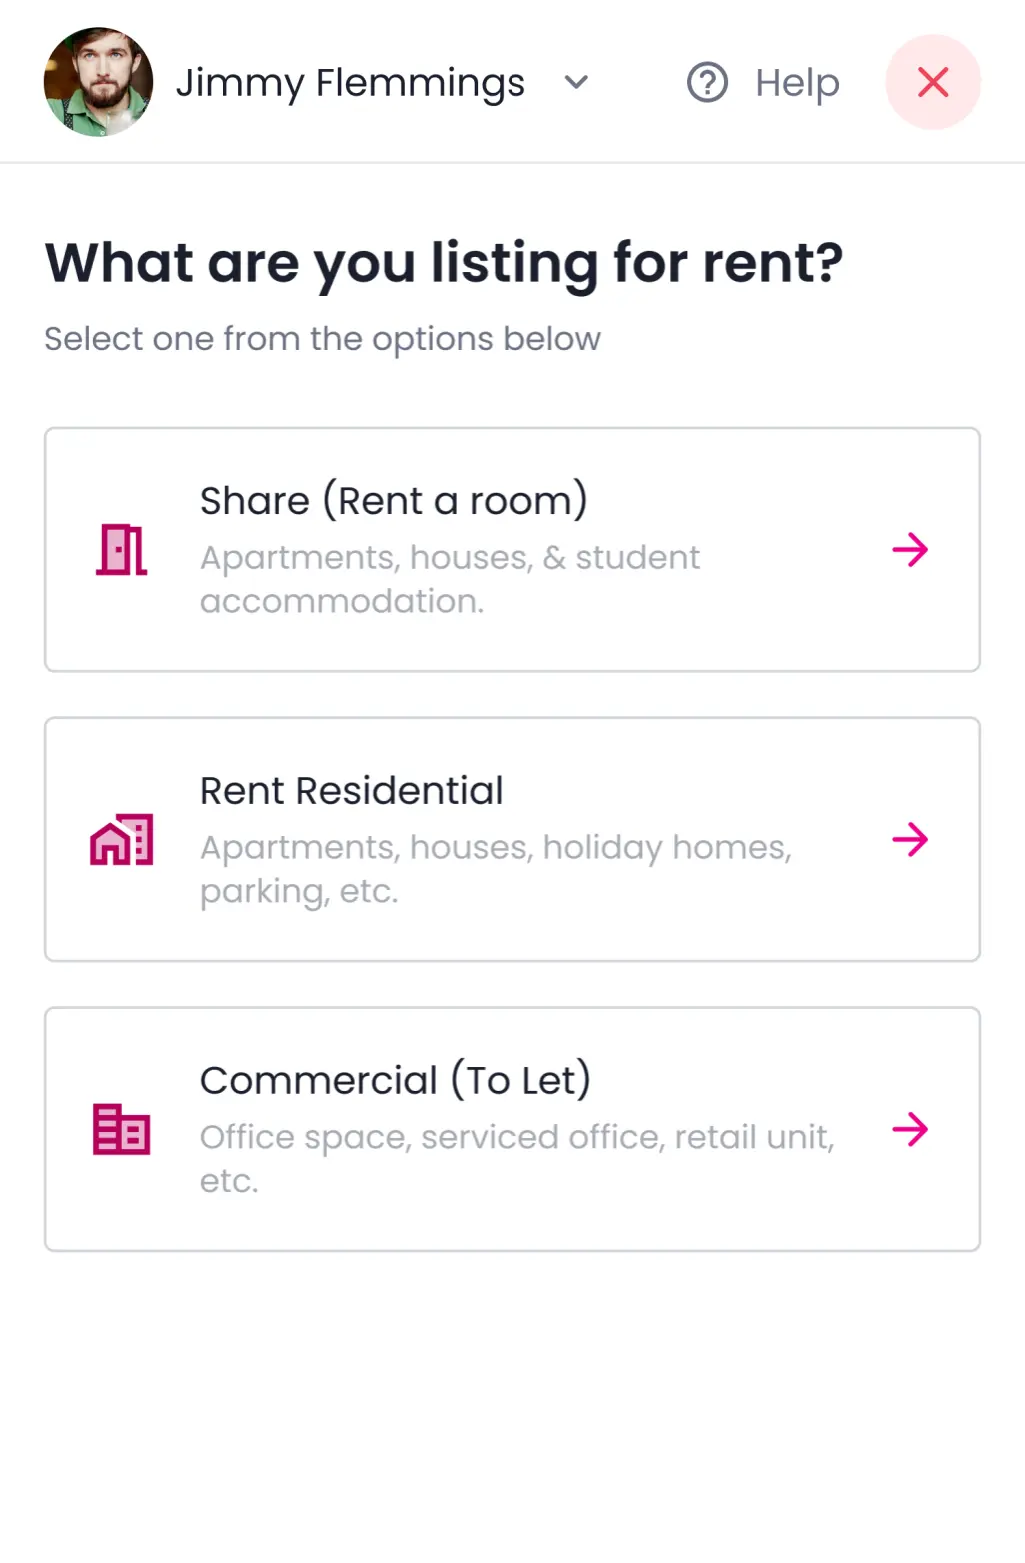 Jimmy Flemmings
Help
What are you listing for rent?
Select one from the options below
Share (Rent a room)
Apartments, houses, & student
accommodation.
Rent Residential
Apartments, houses, holiday homes,
parking, etc.
Commercial (To Let)
Office space, serviced office, retail unit,
etc.